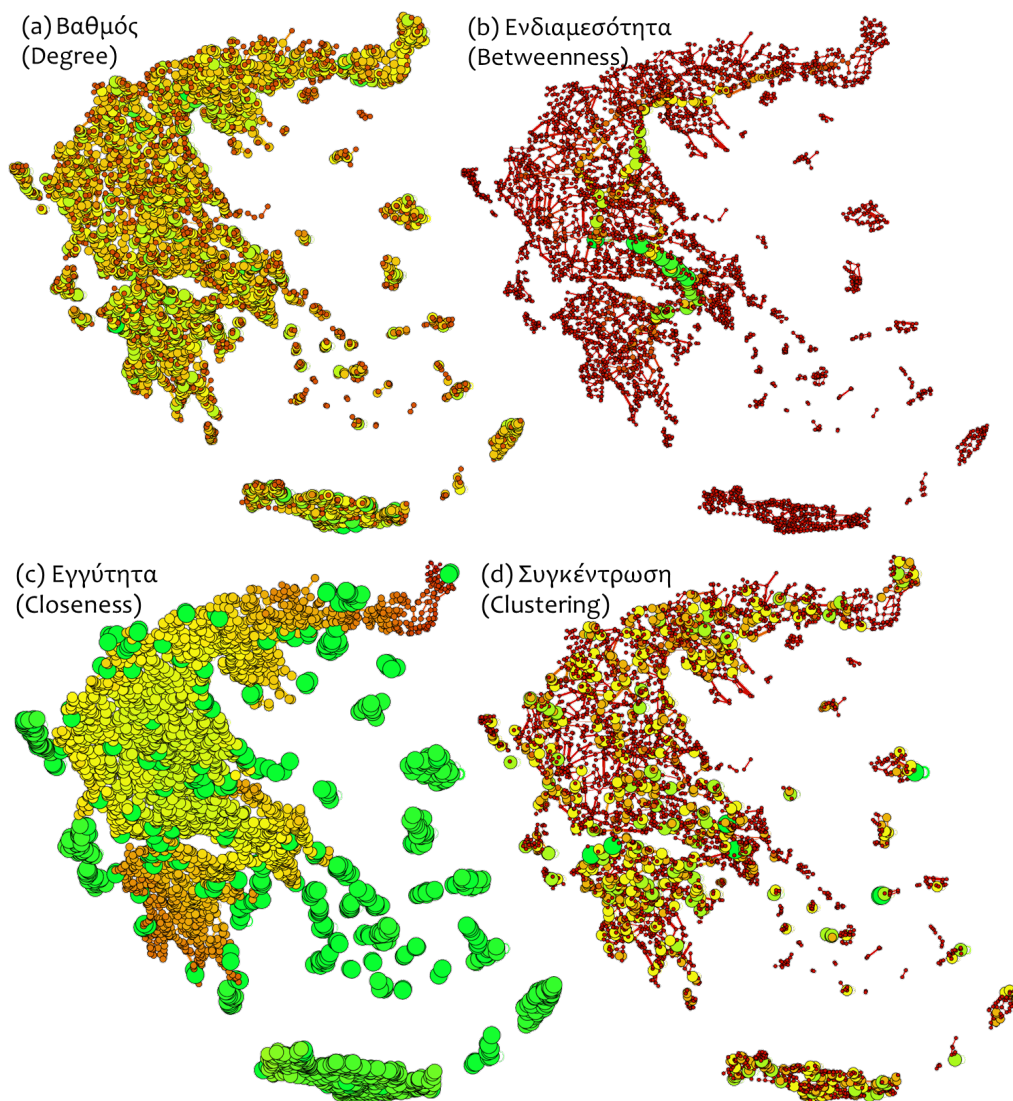 (a) Βαθμός
(Degree)
(b) Ενδιαμεσότητα
(Betweenness)
(c) Εγγύτητα
(Closeness)
(d) Συγκέντρωση
(Clustering)